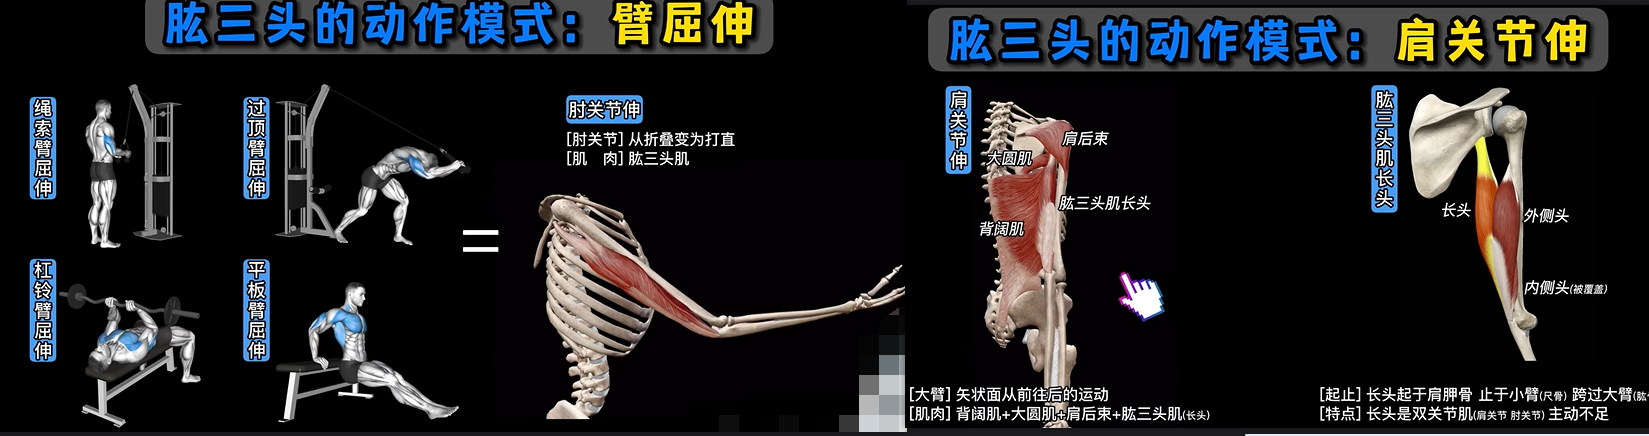 肱三头的动作模式：臂屈伸
绳索臂屈伸
过顶臂屈伸
杠铃臂屈伸
平板臂屈伸
肘关节伸
[肘关节] 从折叠变为打直
[肌　肉] 肱三头肌
肱三头的动作模式：肩关节伸
肩关节伸
肩后束
大圆肌
肱三头肌长头
背阔肌
[大臂] 矢状面从前往后的运动
[肌肉] 背阔肌+大圆肌+肩后束+肱三头肌(长头)
肱三头肌长头
长头
外侧头
内侧头(被覆盖)
[起止] 长头起于肩胛骨 止于小臂(尺骨) 跨过大臂
[特点] 长头是双关节肌(肩关节 肘关节) 主动不足